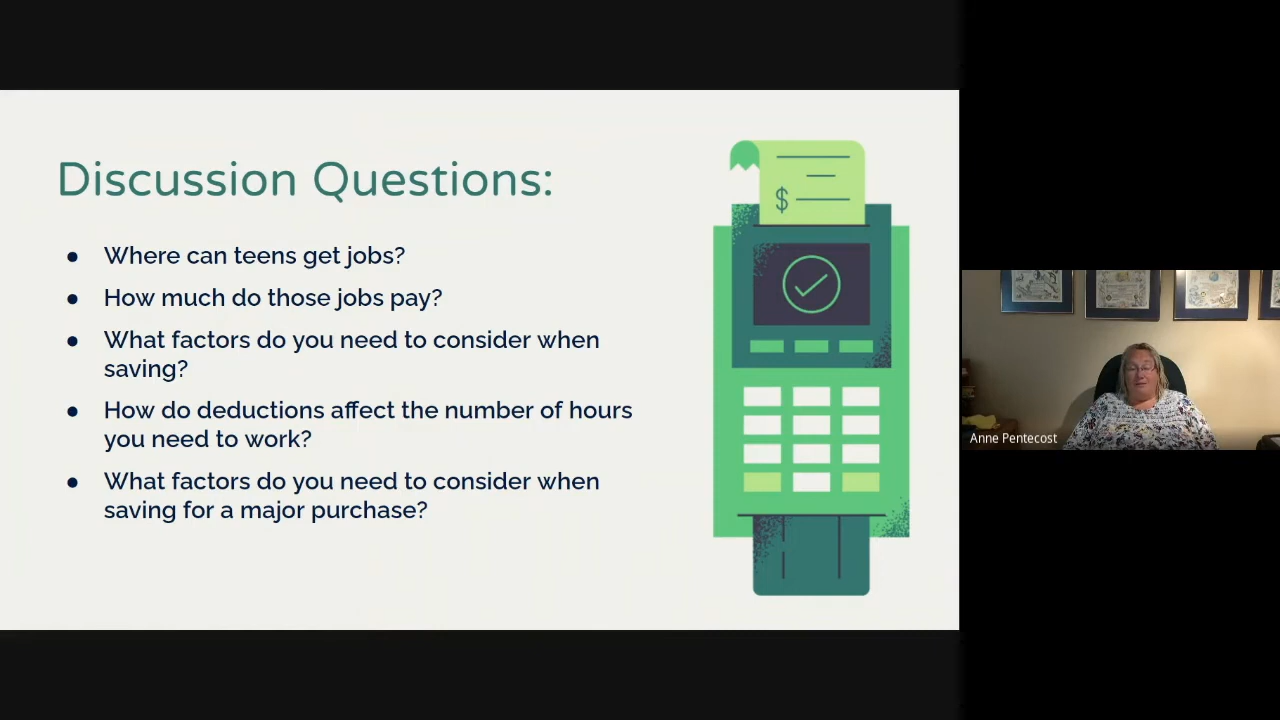 Discussion Questions:
● Where can teens get jobs?
● How much do those jobs pay?
● What factors do you need to consider when
saving?
● How do deductions affect the number of hours
you need to work?
● What factors do you need to consider when
saving for a major purchase?
$
Anne Pentecost